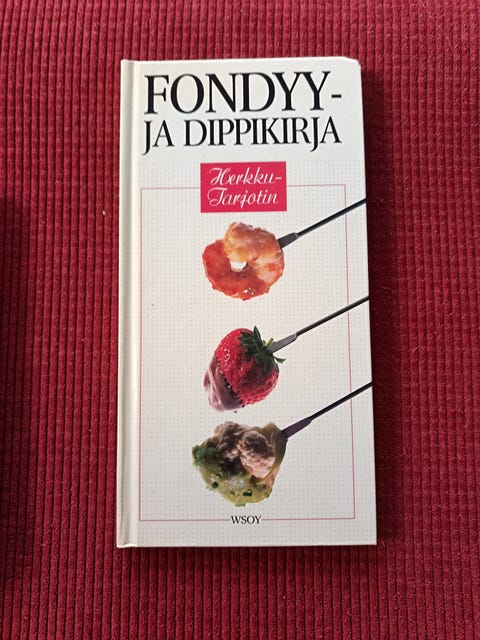 FONDYY-
JA DIPPIKIRJA
Herkku-
Tarjotin
WSOY